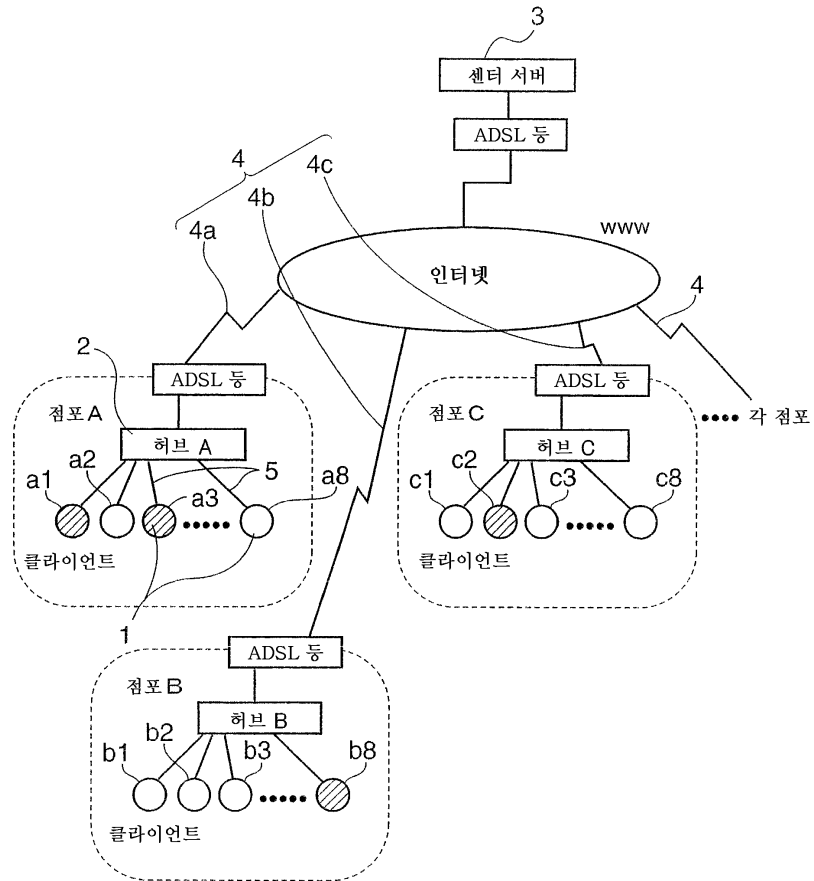 3
센터 서버
ADSL 등
4
4c
4b
4a
www
인터넷
4
2
ADSL 등
점포A
허브 A
5
a1
a2
a3
a8
클라이언트
1
ADSL 등
점포C
허브 C
c1
c2
c3
c8
클라이언트
••••• 각 점포
ADSL 등
점포B
허브 B
b1
b2
b3
b8
클라이언트